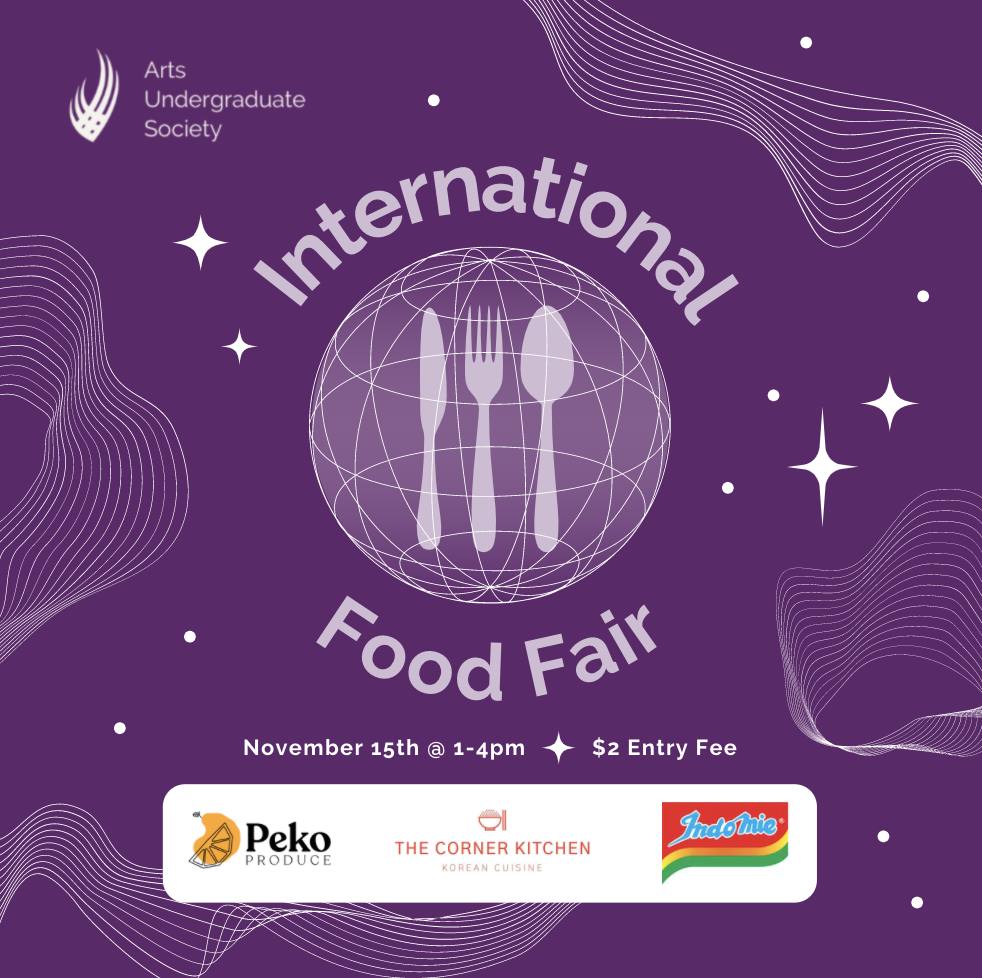 Arts
Undergraduate
Society
International
Food Fair
November 15th @ 1-4pm $2 Entry Fee
Peko
PRODUCE
THE CORNER KITCHEN
KOREAN CUISINE
Indomie®